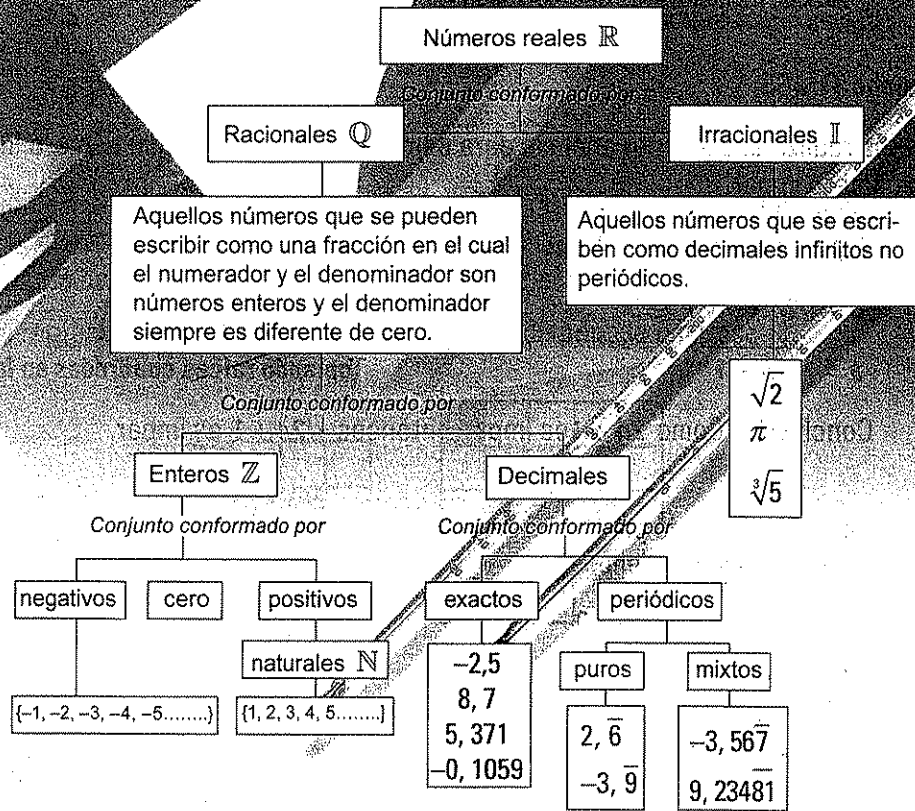 Números reales ℝ
Conjunto conformado por
Racionales ℚ
Irracionales 𝕀
Aquellos números que se pueden
escribir como una fracción en el cual
el numerador y el denominador son
números enteros y el denominador
siempre es diferente de cero.
Aquellos números que se escri-
ben como decimales infinitos no
periódicos.
√2
π
∛5
Conjunto conformado por
Enteros ℤ
Decimales
Conjunto conformado por
Conjunto conformado por
negativos
cero
positivos
exactos
periódicos
naturales ℕ
puros
mixtos
{–1, –2, –3, –4, –5........}
{1, 2, 3, 4, 5........}
–2,5
8, 7
5, 371
–0, 1059
2, 6̅
–3, 9̅
–3, 567̅
9, 2348̅1̅